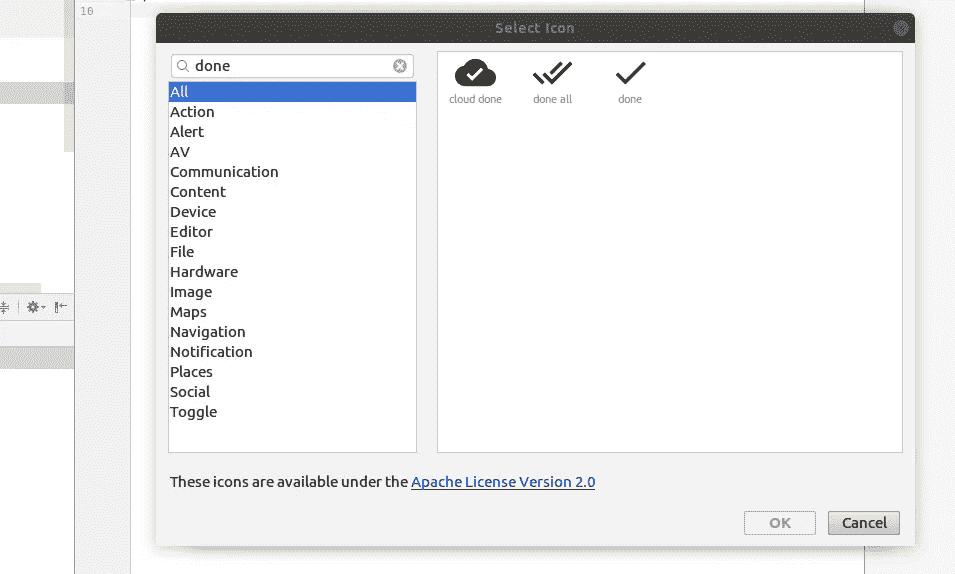 10
Select Icon
done
All
Action
Alert
AV
Communication
Content
Device
Editor
File
Hardware
Image
Maps
Navigation
Notification
Places
Social
Toggle
cloud done
done all
done
These icons are available under the Apache License Version 2.0
OK
Cancel